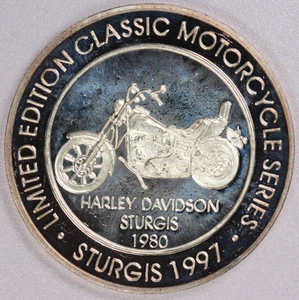 LIMITED EDITION CLASSIC MOTORCYCLE SERIES
HARLEY DAVIDSON
STURGIS
1980
• STURGIS 1997 •